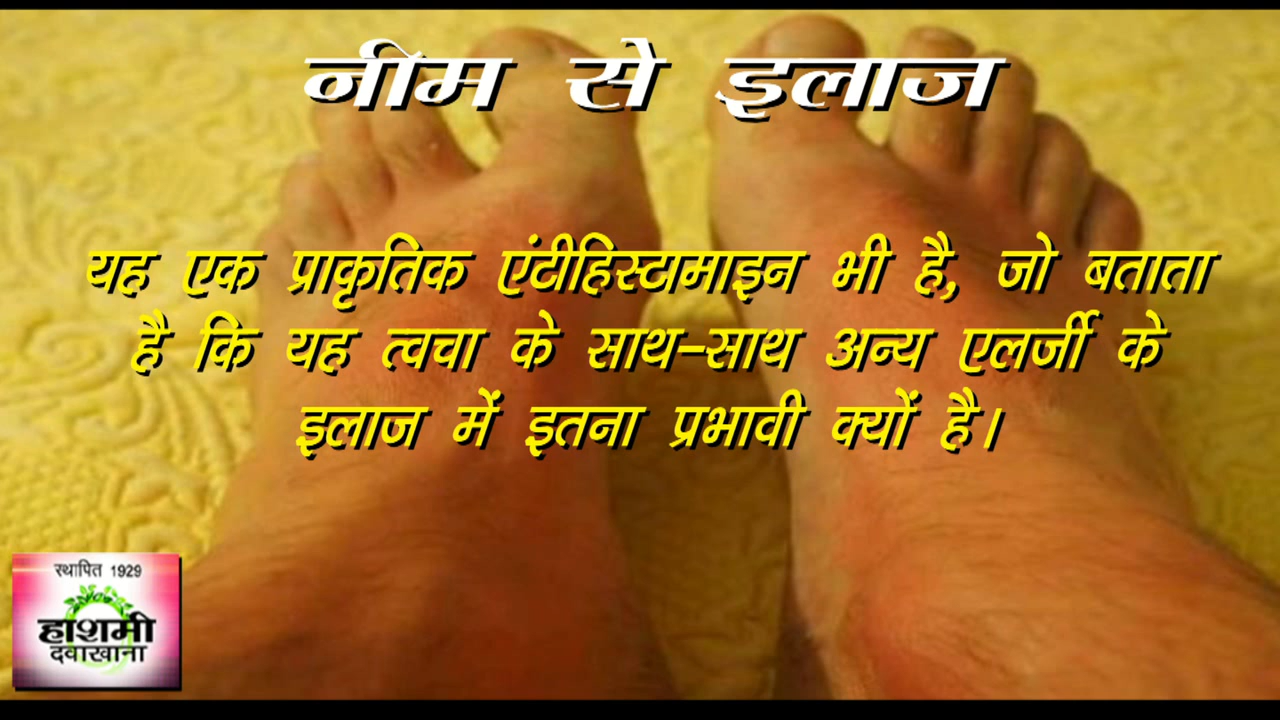 नीम से इलाज
यह एक प्राकृतिक एंटीहिस्टामाइन भी है, जो बताता
है कि यह त्वचा के साथ-साथ अन्य एलर्जी के
इलाज में इतना प्रभावी क्यों है।
स्थापित 1929
हाशमी
दवाखाना